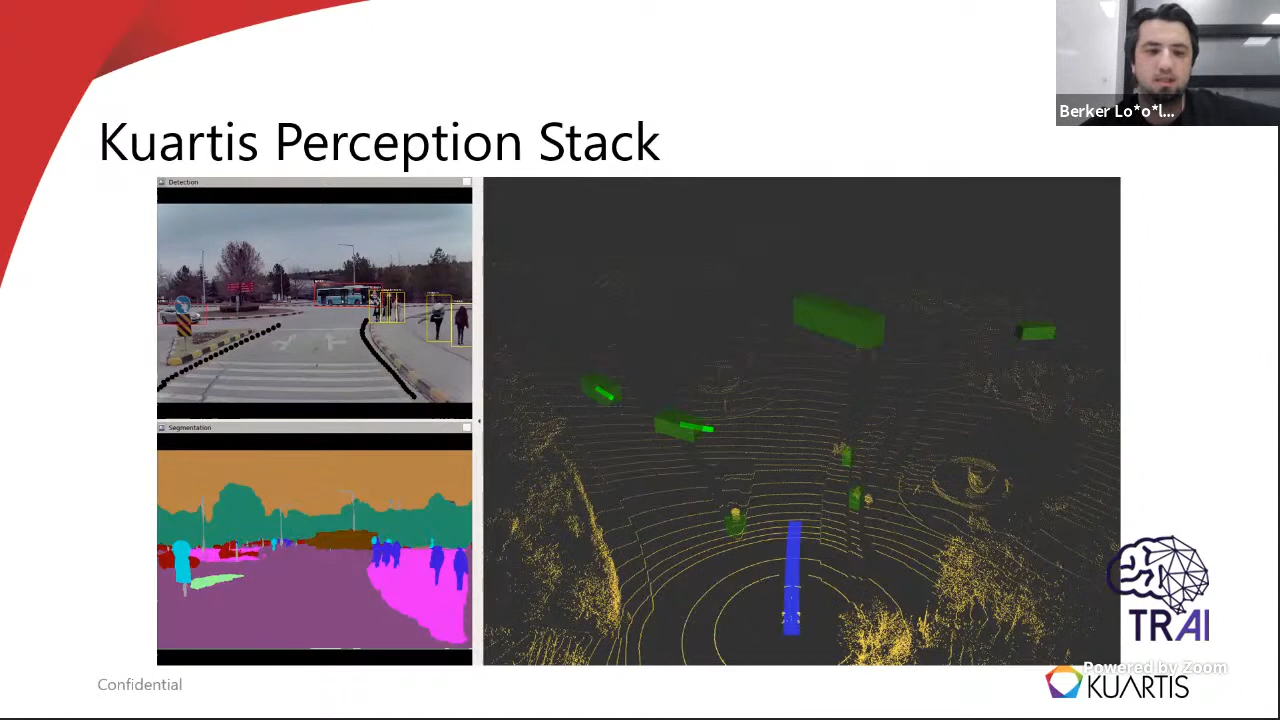 Berker Lo*o*l...
Kuartis Perception Stack
Detection
Segmentation
TRAI
Powered by Zoom
Confidential
KUARTIS